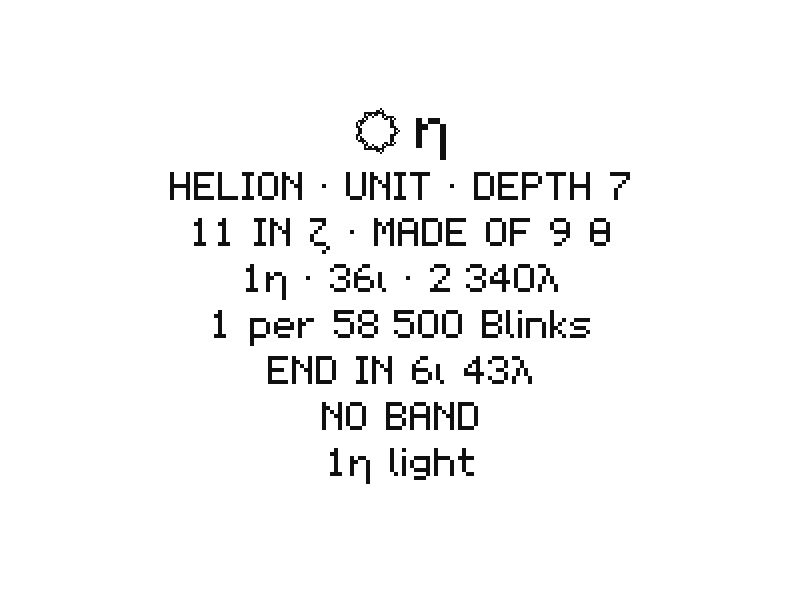 η
HELION · UNIT · DEPTH 7
11 IN ζ · MADE OF 9 θ
1η · 36ι · 2 340λ
1 per 58 500 Blinks
END IN 6ι 43λ
NO BAND
1η light